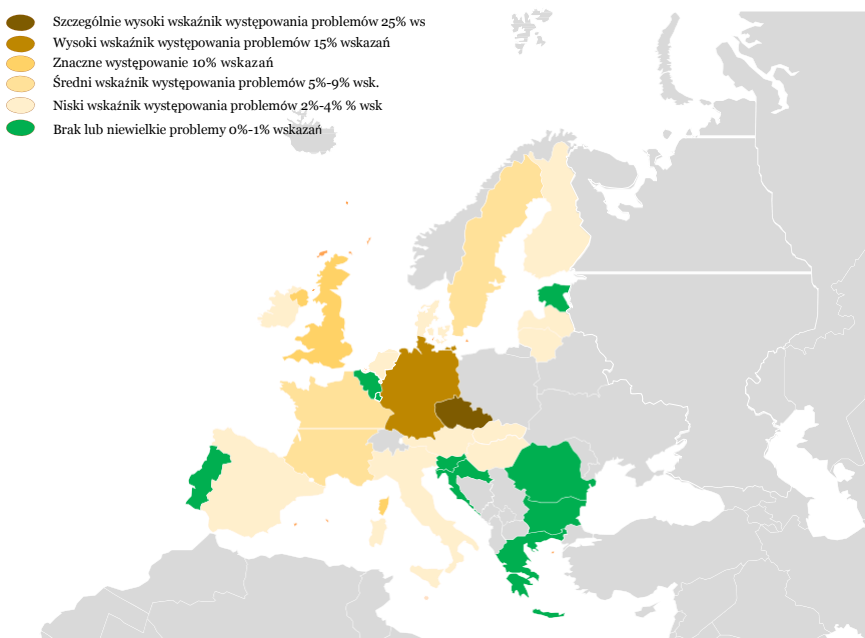 Szczególnie wysoki wskaźnik występowania problemów 25% ws
Wysoki wskaźnik występowania problemów 15% wskazań
Znaczne występowanie 10% wskazań
Średni wskaźnik występowania problemów 5%-9% wsk.
Niski wskaźnik występowania problemów 2%-4% % wsk
Brak lub niewielkie problemy 0%-1% wskazań